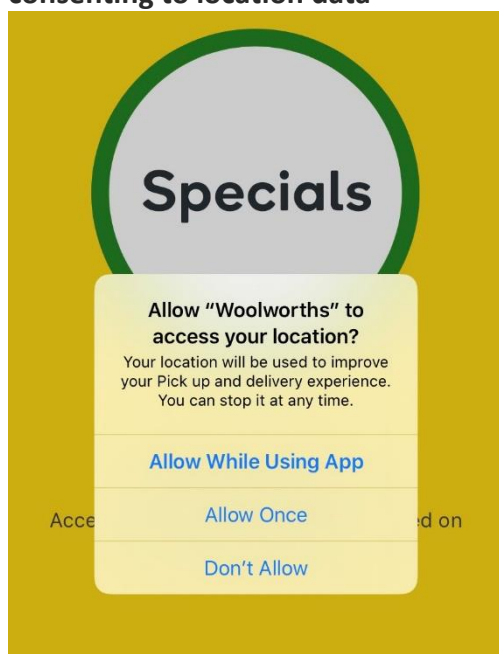 consenting to location data
Specials
Allow “Woolworths” to
access your location?
Your location will be used to improve
your Pick up and delivery experience.
You can stop it at any time.
Allow While Using App
Acce
Allow Once
d on
Don’t Allow